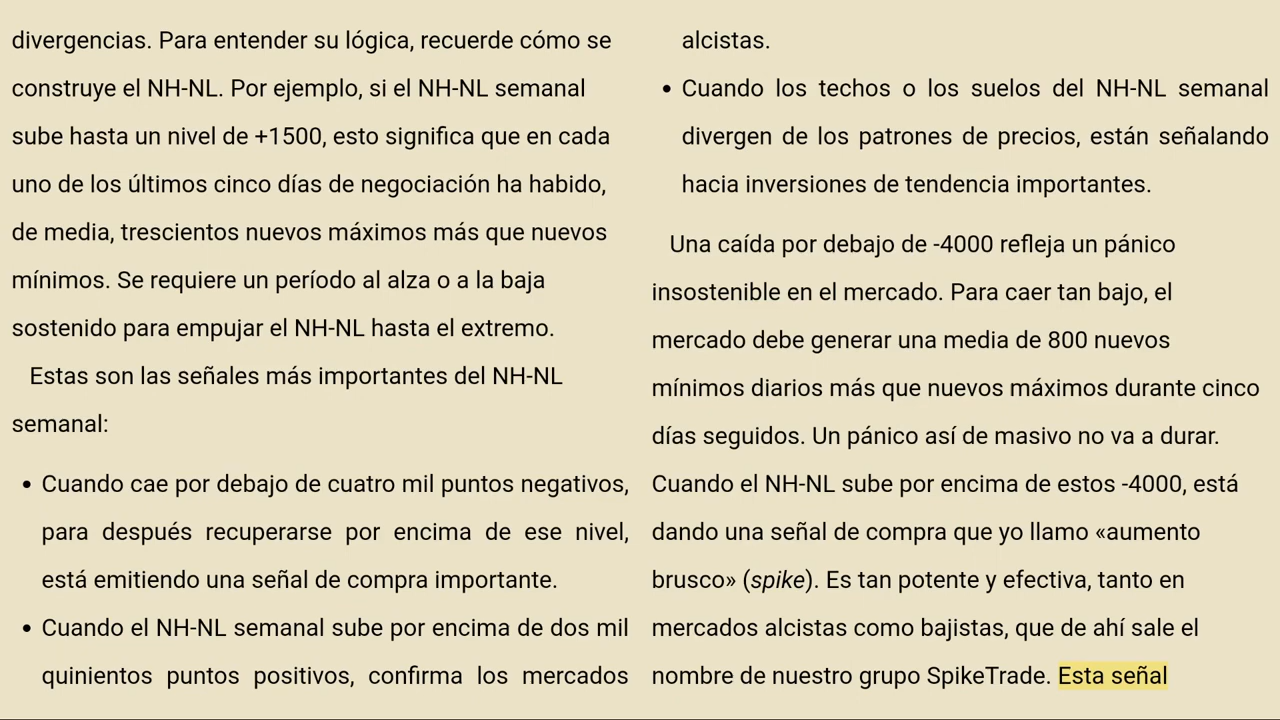 divergencias. Para entender su lógica, recuerde cómo se
construye el NH-NL. Por ejemplo, si el NH-NL semanal
sube hasta un nivel de +1500, esto significa que en cada
uno de los últimos cinco días de negociación ha habido,
de media, trescientos nuevos máximos más que nuevos
mínimos. Se requiere un período al alza o a la baja
sostenido para empujar el NH-NL hasta el extremo.
Estas son las señales más importantes del NH-NL
semanal:
• Cuando cae por debajo de cuatro mil puntos negativos,
para después recuperarse por encima de ese nivel,
está emitiendo una señal de compra importante.
• Cuando el NH-NL semanal sube por encima de dos mil
quinientos puntos positivos, confirma los mercados
alcistas.
• Cuando los techos o los suelos del NH-NL semanal
divergen de los patrones de precios, están señalando
hacia inversiones de tendencia importantes.
Una caída por debajo de -4000 refleja un pánico
insostenible en el mercado. Para caer tan bajo, el
mercado debe generar una media de 800 nuevos
mínimos diarios más que nuevos máximos durante cinco
días seguidos. Un pánico así de masivo no va a durar.
Cuando el NH-NL sube por encima de estos -4000, está
dando una señal de compra que yo llamo «aumento
brusco» (spike). Es tan potente y efectiva, tanto en
mercados alcistas como bajistas, que de ahí sale el
nombre de nuestro grupo SpikeTrade. Esta señal